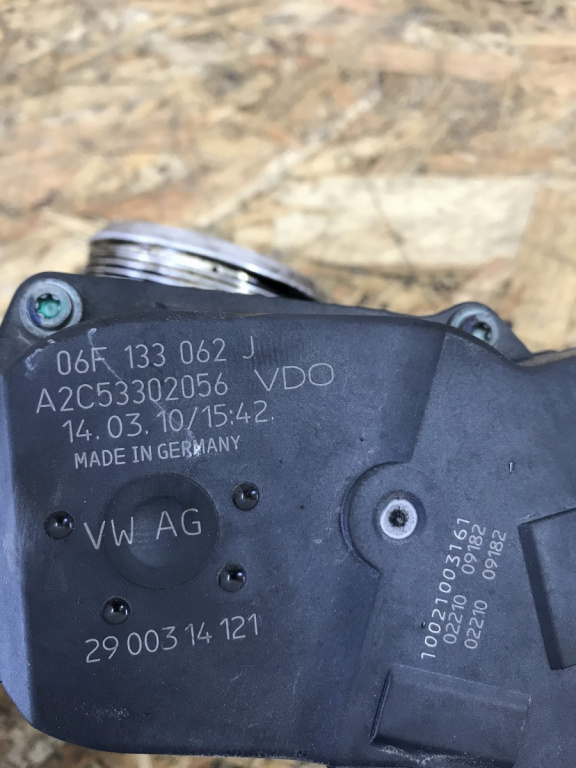 06F 133 062 J
A2C53302056 VDO
14.03.10/15:42.
MADE IN GERMANY
VW AG
29 003 14 121
100210003161
02210 09182
02210 09182